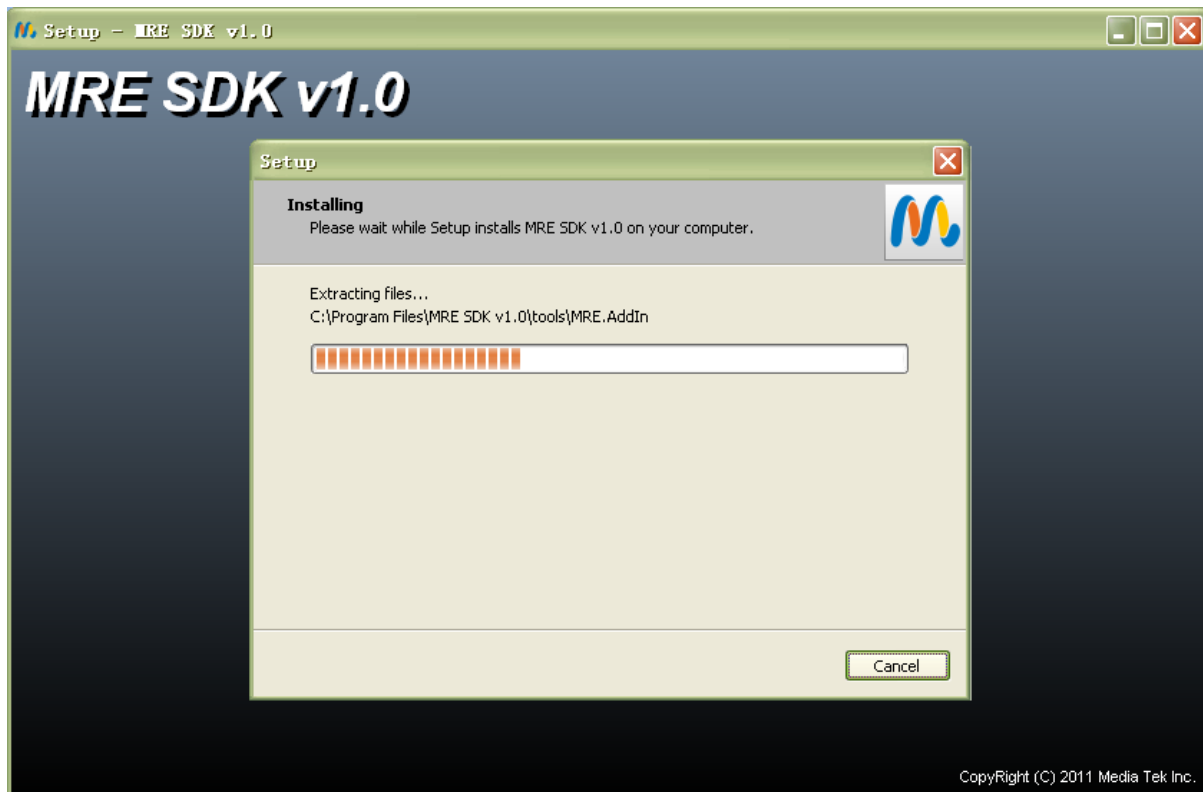 Setup - MRE SDK v1.0
MRE SDK v1.0
Setup
Installing
Please wait while Setup installs MRE SDK v1.0 on your computer.
Extracting files...
C:\Program Files\MRE SDK v1.0\tools\MRE.AddIn
Cancel
CopyRight (C) 2011 Media Tek Inc.